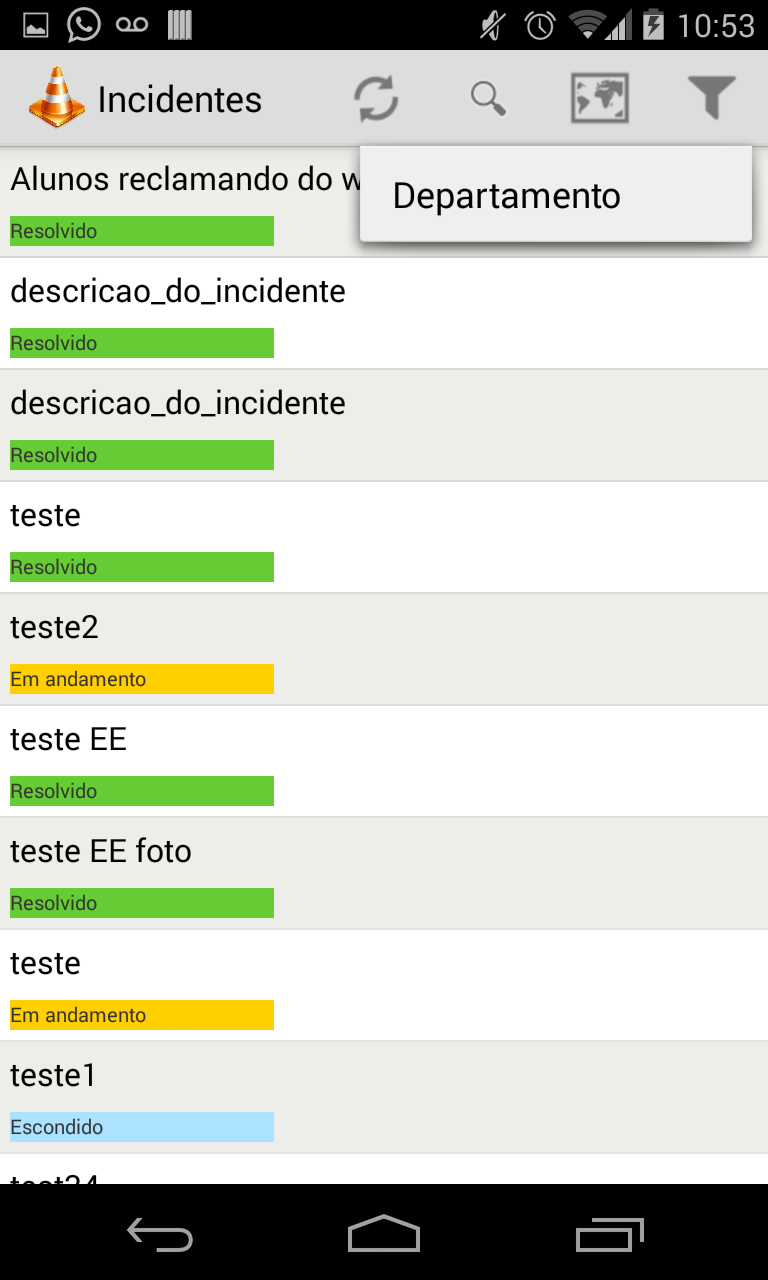 10:53
Incidentes
Alunos reclamando do
Departamento
Resolvido
descricao_do_incidente
Resolvido
descricao_do_incidente
Resolvido
teste
Resolvido
teste2
Em andamento
teste EE
Resolvido
teste EE foto
Resolvido
teste
Em andamento
teste1
Escondido